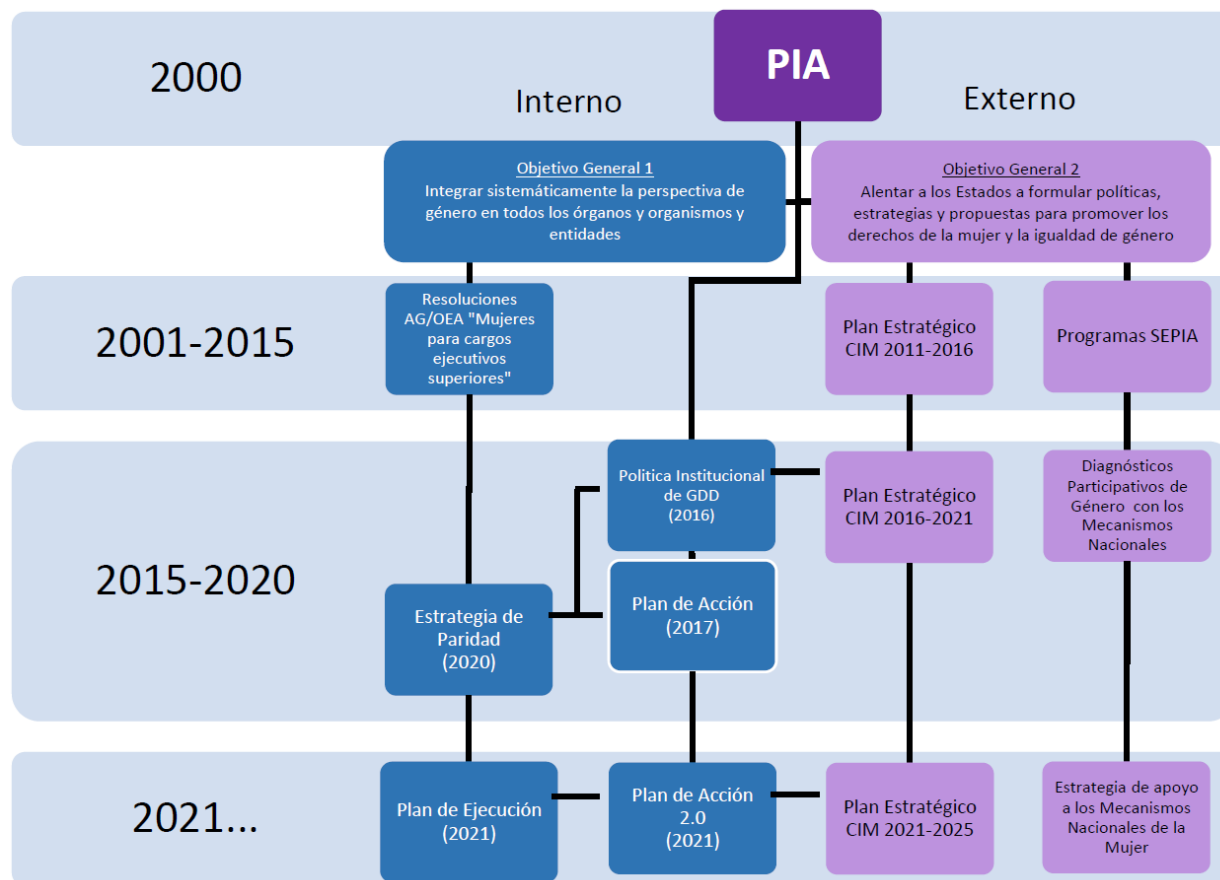 2000
PIA
Interno
Externo
Objetivo General 1
Integrar sistemáticamente la perspectiva de
género en todos los órganos y organismos y
entidades
Objetivo General 2
Alentar a los Estados a formular políticas,
estrategias y propuestas para promover los
derechos de la mujer y la igualdad de género
2001-2015
Resoluciones
AG/OEA "Mujeres
para cargos
ejecutivos
superiores"
Plan Estratégico
CIM 2011-2016
Programas SEPIA
2015-2020
Politica Institucional
de GDD
(2016)
Plan Estratégico
CIM 2016-2021
Diagnósticos
Participativos de
Género con los
Mecanismos
Nacionales
Estrategia de
Paridad
(2020)
Plan de Acción
(2017)
2021...
Plan de Ejecución
(2021)
Plan de Acción
2.0
(2021)
Plan Estratégico
CIM 2021-2025
Estrategia de apoyo
a los Mecanismos
Nacionales de la
Mujer